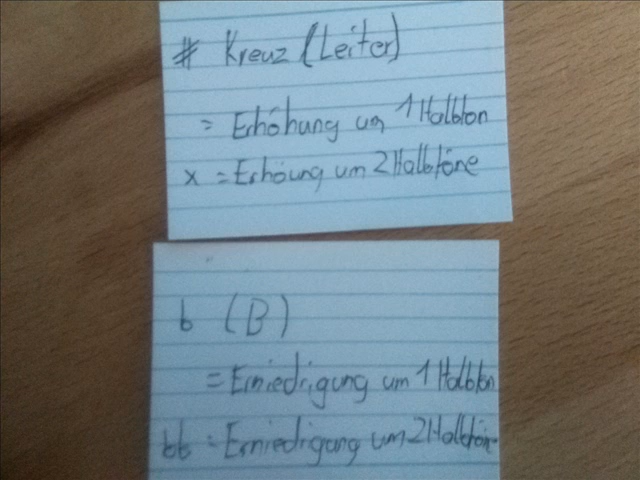 # Kreuz (Leiter)
= Erhöhung um 1 Halbton
x = Erhöung um 2 Halbtöne
b (B)
= Erniedrigung um 1 Halbton
bb = Erniedrigung um 2 Halbtöne